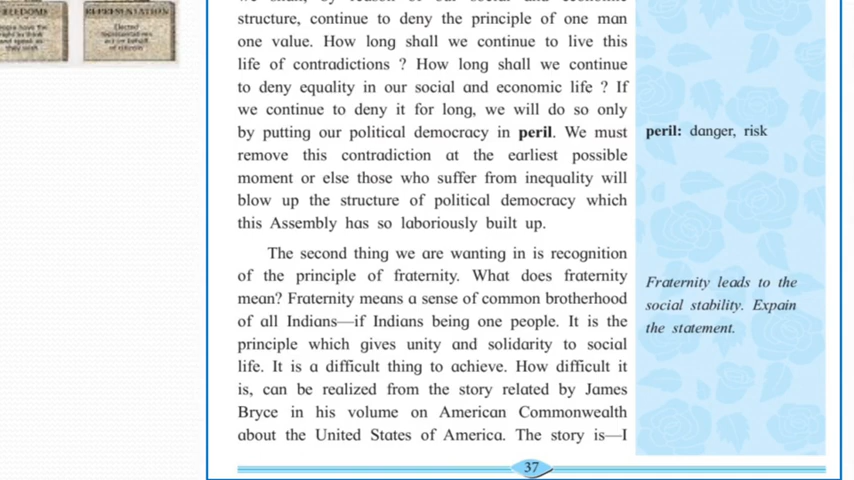 REPRESENTATION
Elected
structure, continue to deny the principle of one man
one value. How long shall we continue to live this
life of contradictions ? How long shall we continue
to deny equality in our social and economic life ? If
we continue to deny it for long, we will do so only
by putting our political democracy in peril. We must
remove this contradiction at the earliest possible
moment or else those who suffer from inequality will
blow up the structure of political democracy which
this Assembly has so laboriously built up.
The second thing we are wanting in is recognition
of the principle of fraternity. What does fraternity
mean? Fraternity means a sense of common brotherhood
of all Indians—if Indians being one people. It is the
principle which gives unity and solidarity to social
life. It is a difficult thing to achieve. How difficult it
is, can be realized from the story related by James
Bryce in his volume on American Commonwealth
about the United States of America. The story is—I
peril: danger, risk
Fraternity leads to the
social stability. Expain
the statement.
37